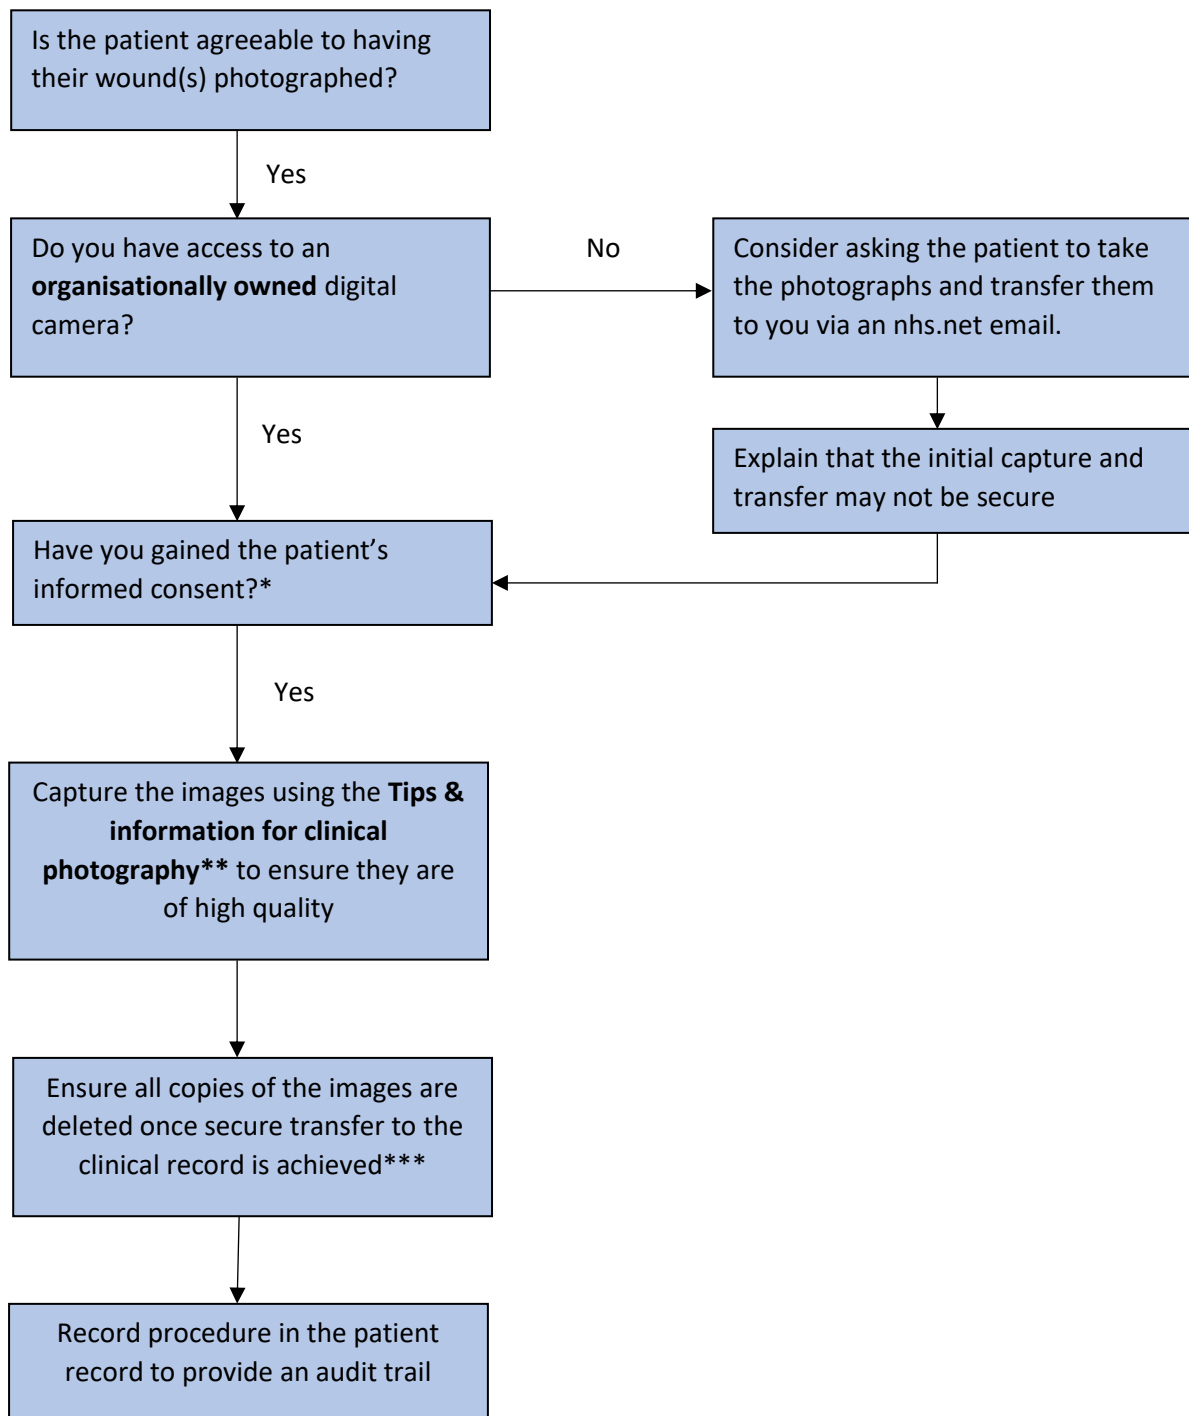 Is the patient agreeable to having
their wound(s) photographed?
Yes
Do you have access to an
organisationally owned digital
camera?
No
Consider asking the patient to take
the photographs and transfer them
to you via an nhs.net email.
Yes
Explain that the initial capture and
transfer may not be secure
Have you gained the patient’s
informed consent?*
Yes
Capture the images using the Tips &
information for clinical
photography** to ensure they are
of high quality
Ensure all copies of the images are
deleted once secure transfer to the
clinical record is achieved***
Record procedure in the patient
record to provide an audit trail